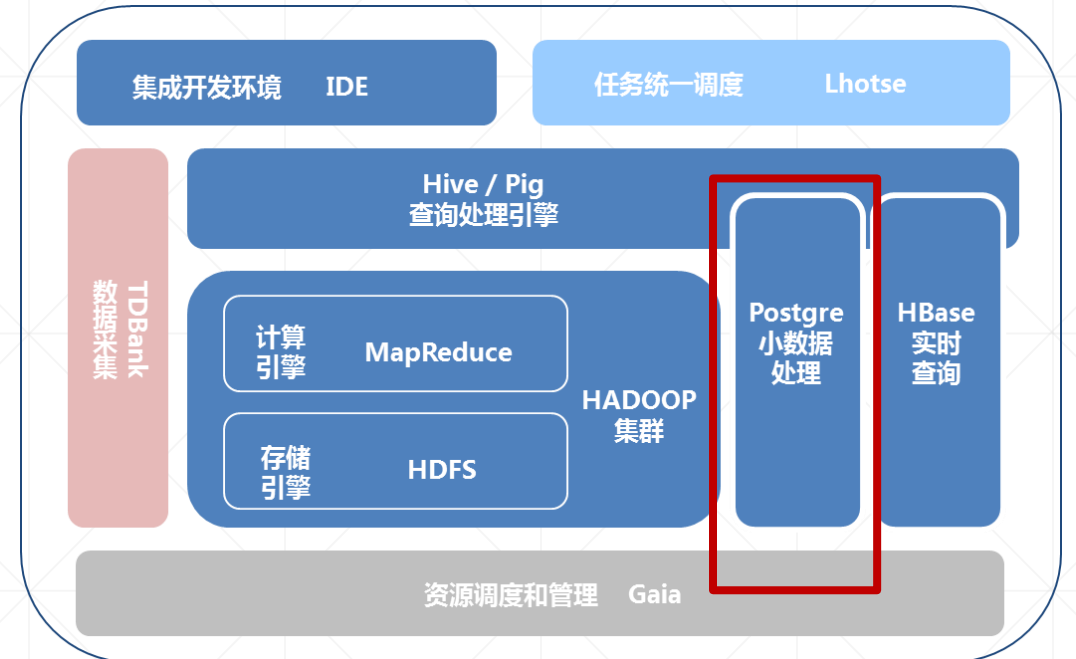 集成开发环境 IDE
任务统一调度 Lhotse
TDBank
数据采集
Hive / Pig
查询处理引擎
计算
引擎
MapReduce
存储
引擎
HDFS
HADOOP
集群
Postgre
小数据
处理
HBase
实时
查询
资源调度和管理 Gaia